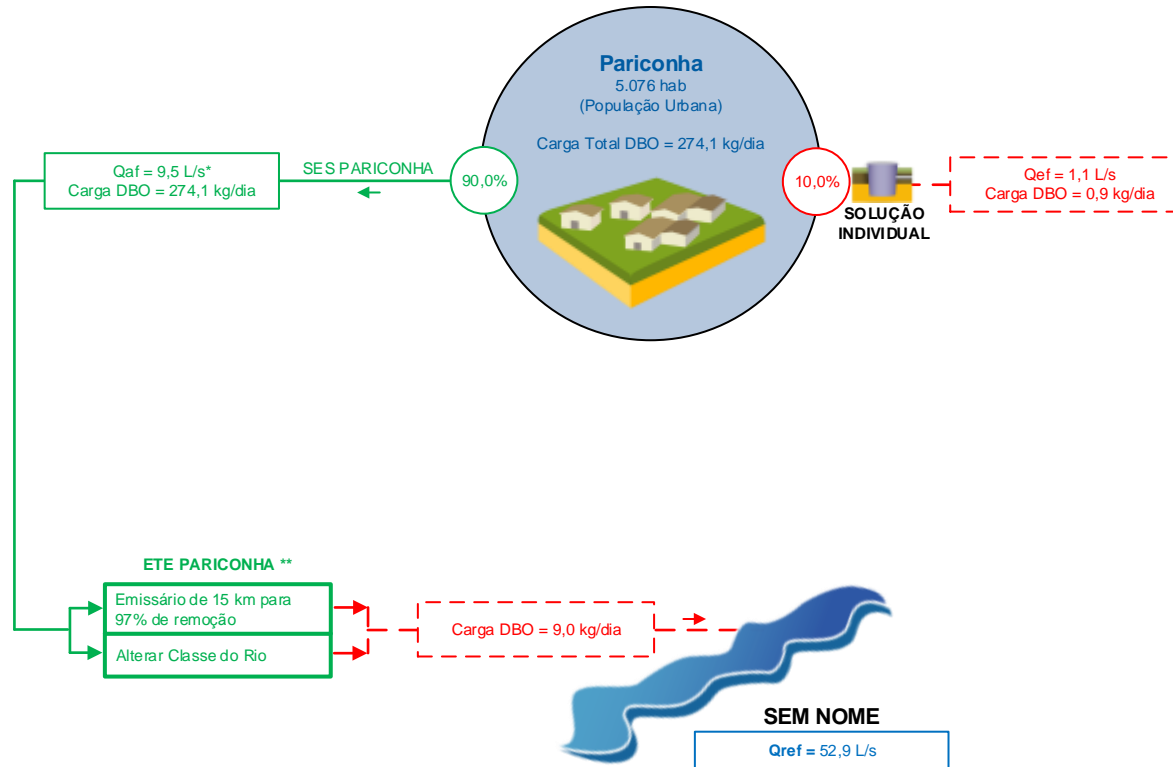 Pariconha
5.076 hab
(População Urbana)
Carga Total DBO = 274,1 kg/dia
Qaf = 9,5 L/s*
Carga DBO = 274,1 kg/dia
SES PARICONHA
90,0%
10,0%
SOLUÇÃO
INDIVIDUAL
Qef = 1,1 L/s
Carga DBO = 0,9 kg/dia
ETE PARICONHA **
Emissário de 15 km para
97% de remoção
Alterar Classe do Rio
Carga DBO = 9,0 kg/dia
SEM NOME
Qref = 52,9 L/s